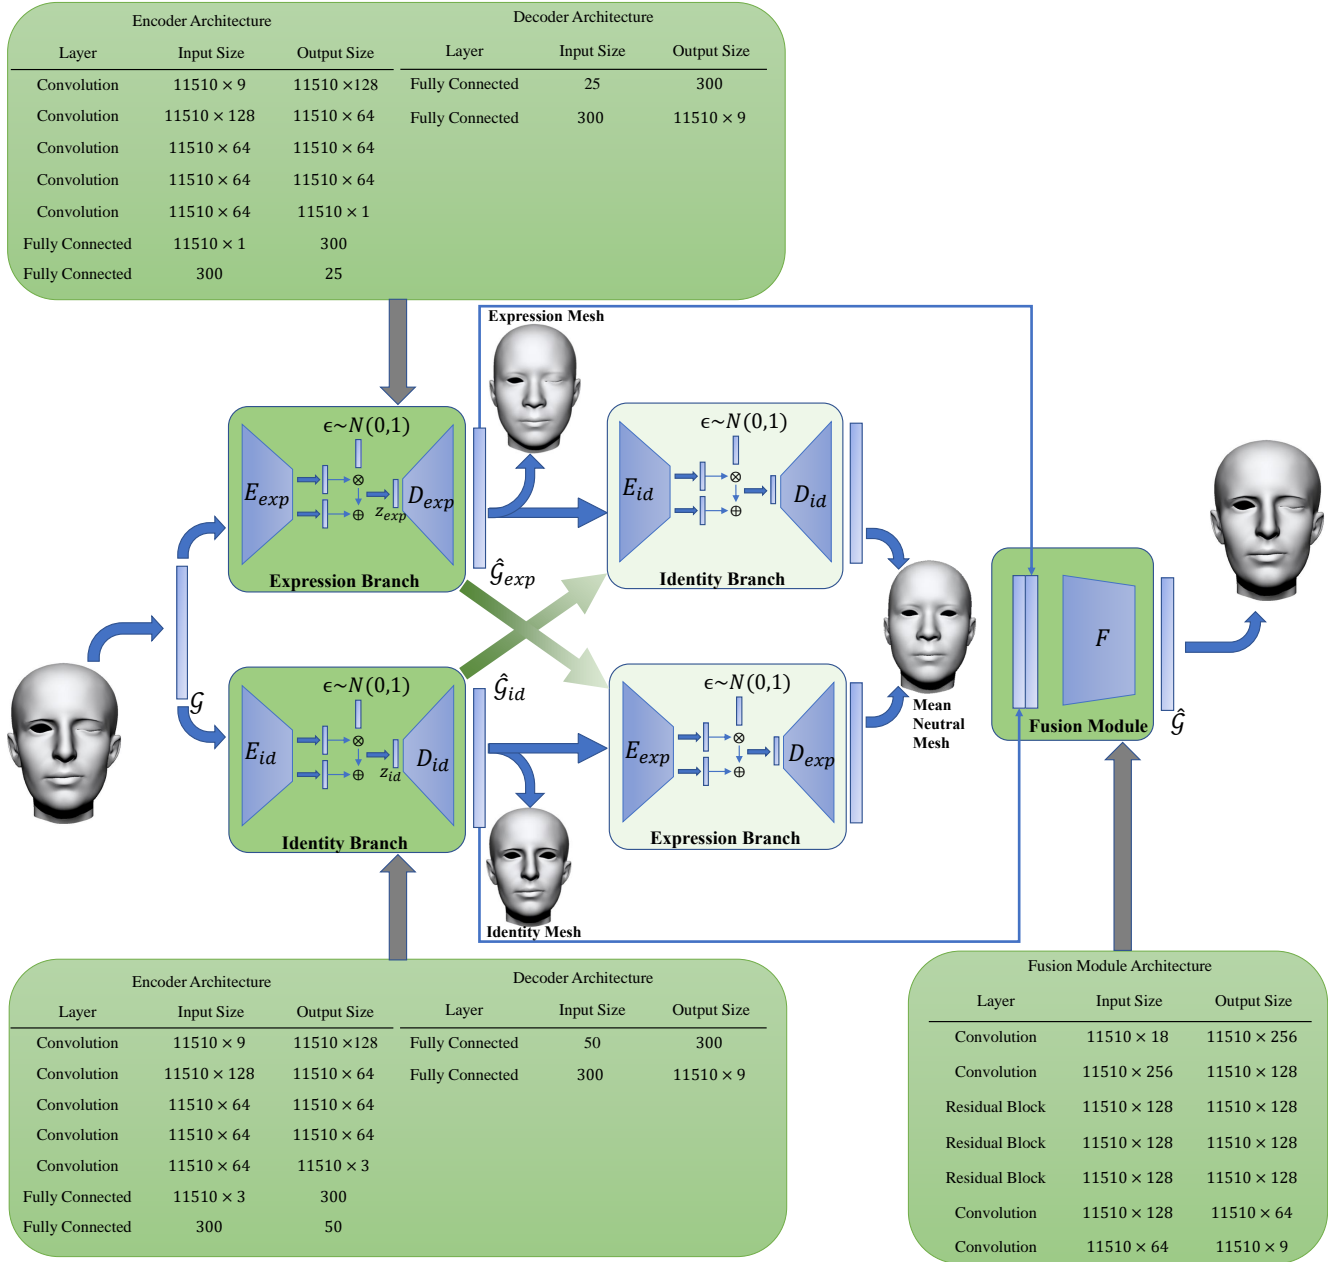 Encoder Architecture
Layer Input Size Output Size
Convolution 11510 × 9 11510 ×128
Convolution 11510 × 128 11510 × 64
Convolution 11510 × 64 11510 × 64
Convolution 11510 × 64 11510 × 64
Convolution 11510 × 64 11510 × 1
Fully Connected 11510 × 1 300
Fully Connected 300 25
Decoder Architecture
Layer Input Size Output Size
Fully Connected 25 300
Fully Connected 300 11510 × 9
Expression Mesh
ϵ~N(0,1)
E_exp
z_exp
D_exp
Expression Branch
Ĝ_exp
ϵ~N(0,1)
E_id
D_id
Identity Branch
G
ϵ~N(0,1)
E_id
z_id
D_id
Identity Branch
Ĝ_id
Identity Mesh
ϵ~N(0,1)
E_exp
D_exp
Expression Branch
Mean
Neutral
Mesh
F
Fusion Module
Ĝ
Encoder Architecture
Layer Input Size Output Size
Convolution 11510 × 9 11510 ×128
Convolution 11510 × 128 11510 × 64
Convolution 11510 × 64 11510 × 64
Convolution 11510 × 64 11510 × 64
Convolution 11510 × 64 11510 × 3
Fully Connected 11510 × 3 300
Fully Connected 300 50
Decoder Architecture
Layer Input Size Output Size
Fully Connected 50 300
Fully Connected 300 11510 × 9
Fusion Module Architecture
Layer Input Size Output Size
Convolution 11510 × 18 11510 × 256
Convolution 11510 × 256 11510 × 128
Residual Block 11510 × 128 11510 × 128
Residual Block 11510 × 128 11510 × 128
Residual Block 11510 × 128 11510 × 128
Convolution 11510 × 128 11510 × 64
Convolution 11510 × 64 11510 × 9